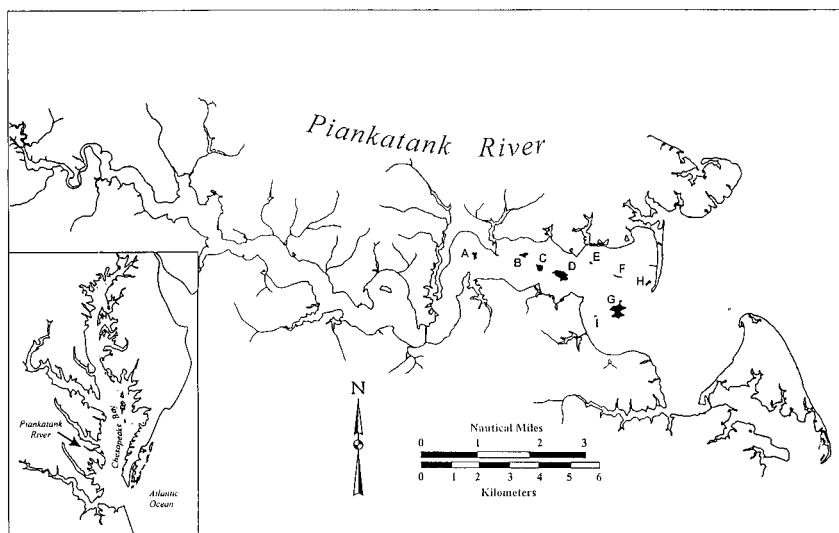 Piankatank River
A
B
C
D
E
F
G
H
I
N
Nautical Miles
0 1 2 3
0 1 2 3 4 5 6
Kilometers
Piankatank
River
Chesapeake Bay
Atlantic
Ocean